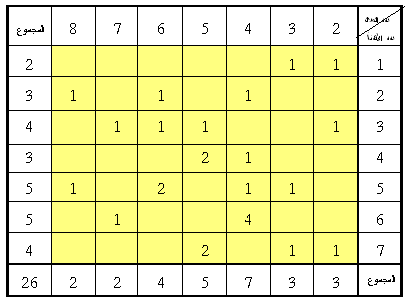 عدد
عدد
2 3 4 5 6 7 8 المجموع
1 1 1 2
2 1 1 1 3
3 1 1 1 1 4
4 1 2 3
5 1 1 2 1 5
6 4 1 5
7 1 1 2 4
المجموع 3 3 7 5 4 2 2 26